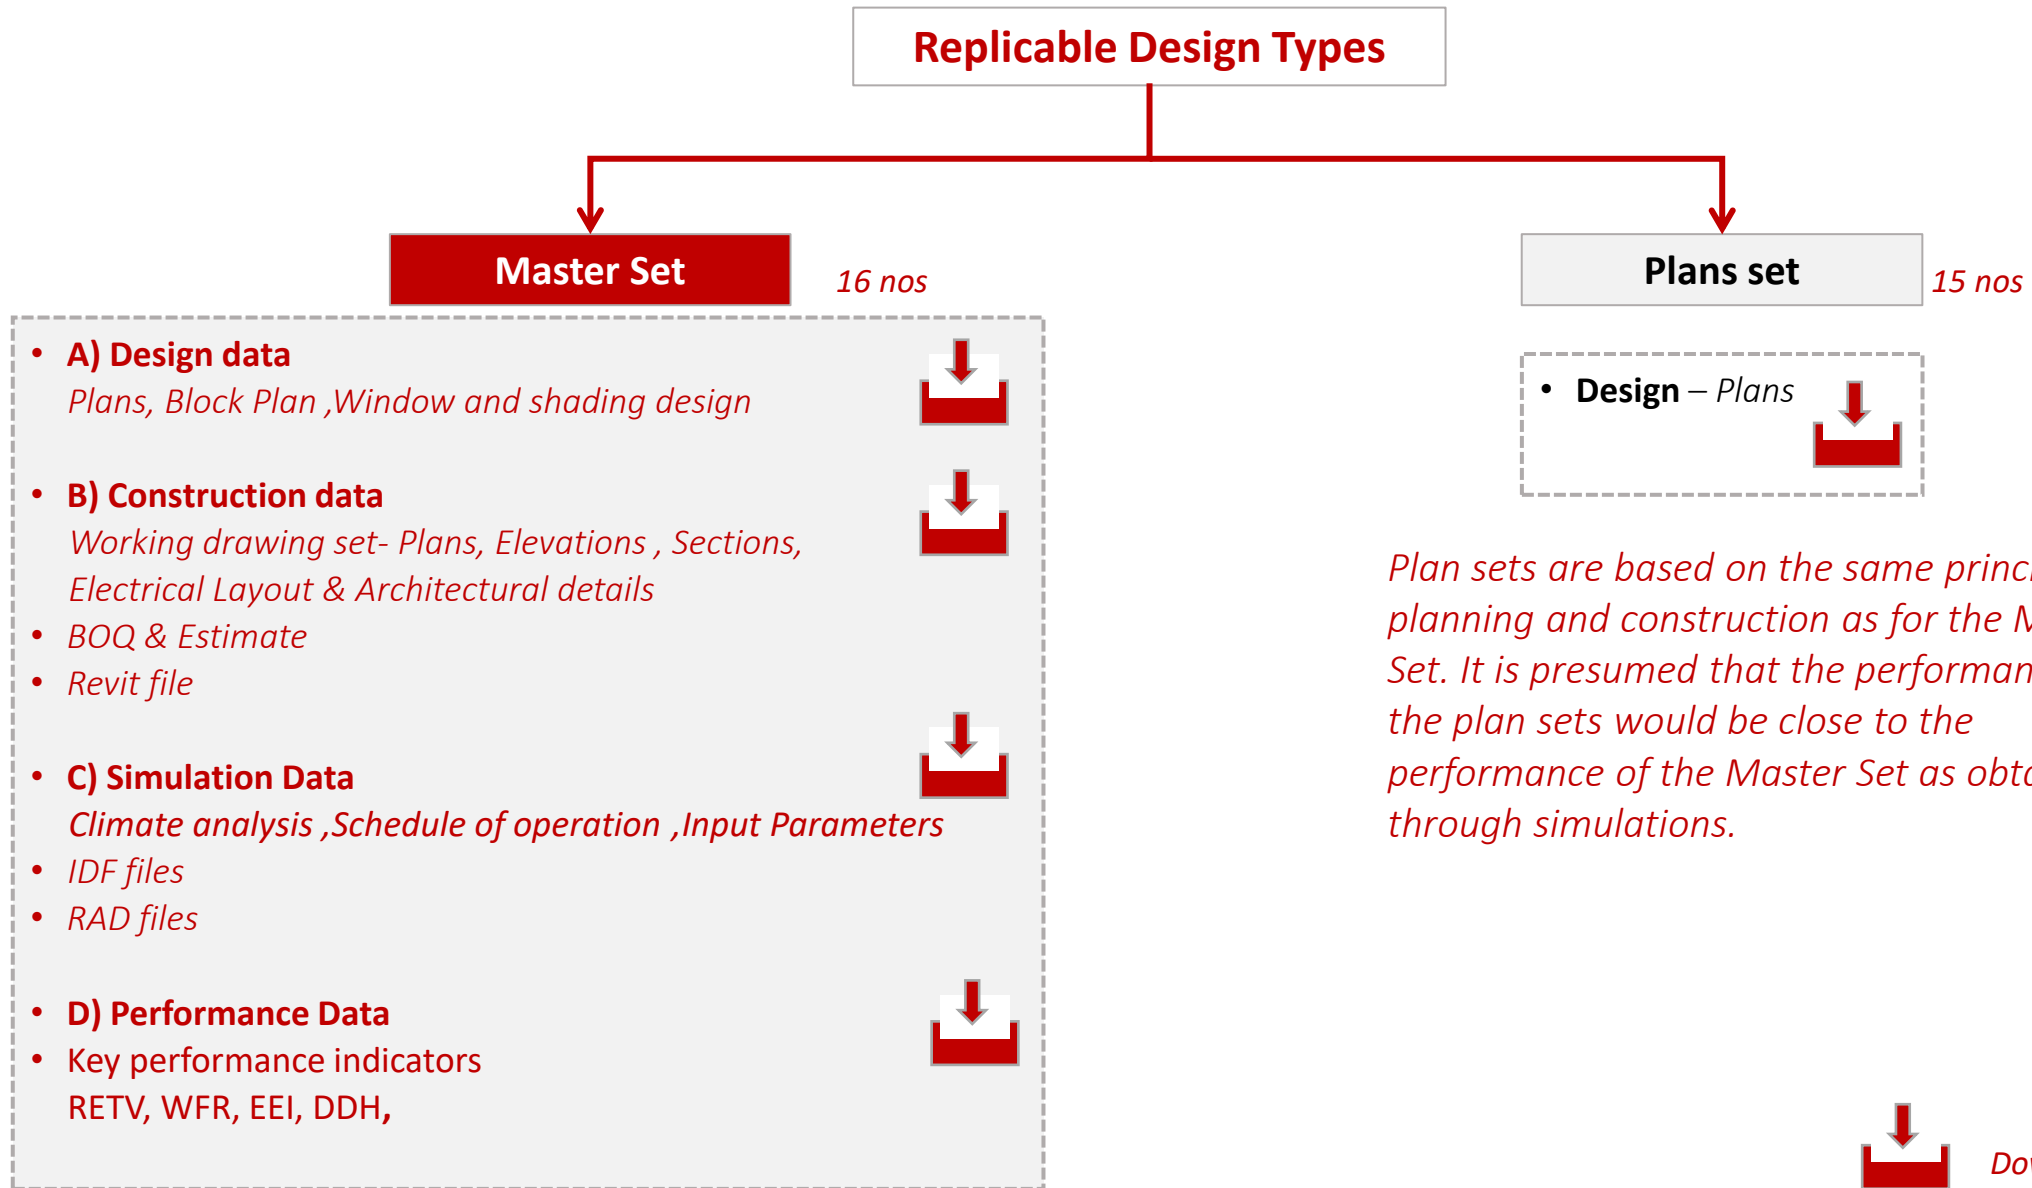 Replicable Design Types
Master Set
16 nos
• A) Design data
Plans, Block Plan ,Window and shading design
• B) Construction data
Working drawing set- Plans, Elevations , Sections,
Electrical Layout & Architectural details
• BOQ & Estimate
• Revit file
• C) Simulation Data
Climate analysis ,Schedule of operation ,Input Parameters
• IDF files
• RAD files
• D) Performance Data
• Key performance indicators
RETV, WFR, EEI, DDH,
Plans set
15 nos
• Design – Plans
Plan sets are based on the same
planning and construction as for the
Set. It is presumed that the
the plan sets would be close to the
performance of the Master Set as
through simulations.